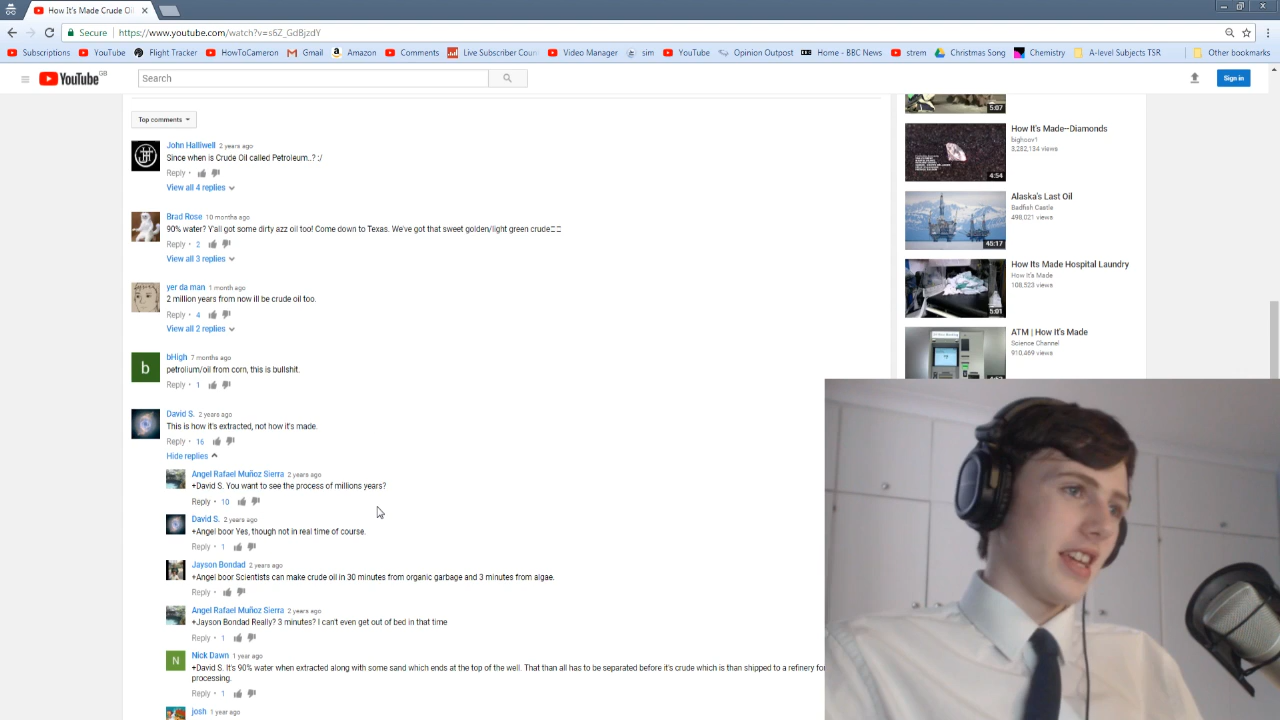 How It's Made Crude Oi
Secure
https://www.youtube.com/watch?v=s6Z_GdBjzdY
Subscriptions YouTube Flight Tracker HowToCameron Gmail Amazon Comments Live Subscriber Coun Video Manager sim YouTube Opinion Outpost Home - BBC News strem Christmas Song Chemistry A-level Subjects TSR Other bookmarks
YouTube GB
Search
Sign in
Top comments
John Halliwell 2 years ago
Since when is Crude Oil called Petroleum..? :/
Reply
View all 4 replies
Brad Rose 10 months ago
90% water? Y'all got some dirty azz oil too! Come down to Texas. We've got that sweet golden/light green crude
Reply · 2
View all 3 replies
yer da man 1 month ago
2 million years from now ill be crude oil too.
Reply · 4
View all 2 replies
b
bHigh 7 months ago
petrolium/oil from corn, this is bullshit.
Reply · 1
David S. 2 years ago
This is how it's extracted, not how it's made.
Reply · 16
Hide replies
Angel Rafael Muñoz Sierra 2 years ago
+David S. You want to see the process of millions years?
Reply · 10
David S. 2 years ago
+Angel boor Yes, though not in real time of course.
Reply · 1
Jayson Bondad 2 years ago
+Angel boor Scientists can make crude oil in 30 minutes from organic garbage and 3 minutes from algae.
Reply ·
Angel Rafael Muñoz Sierra 2 years ago
+Jayson Bondad Really? 3 minutes? I can't even get out of bed in that time
Reply · 1
N
Nick Dawn 1 year ago
+David S. It's 90% water when extracted along with some sand which ends at the top of the well. That than all has to be separated before it's crude which is than shipped to a refinery for
processing.
Reply · 1
josh 1 year ago
5:07
How It's Made--Diamonds
bighocv1
3,282,134 views
4:54
Alaska's Last Oil
Badfish Castle
498,021 views
45:17
How Its Made Hospital Laundry
How It's Made
108,523 views
5:01
ATM | How It's Made
Science Channel
910,469 views